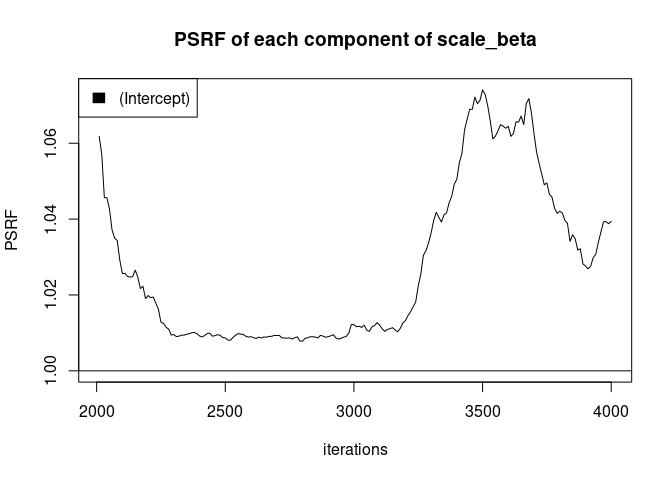 PSRF of each component of scale_beta
(Intercept)
PSRF
1.00
1.02
1.04
1.06
2000 2500 3000 3500 4000
iterations